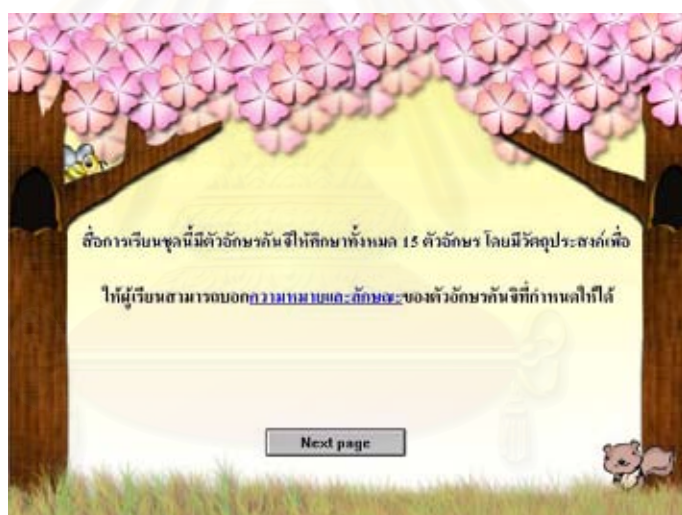 สื่อการเรียนชุดนี้มีตัวอักษรคันจิให้ศึกษาทั้งหมด 15 ตัวอักษร โดยมีวัตถุประสงค์เพื่อ
ให้ผู้เรียนสามารถบอกความหมายและลักษณะของตัวอักษรคันจิที่กำหนดให้ได้
Next page